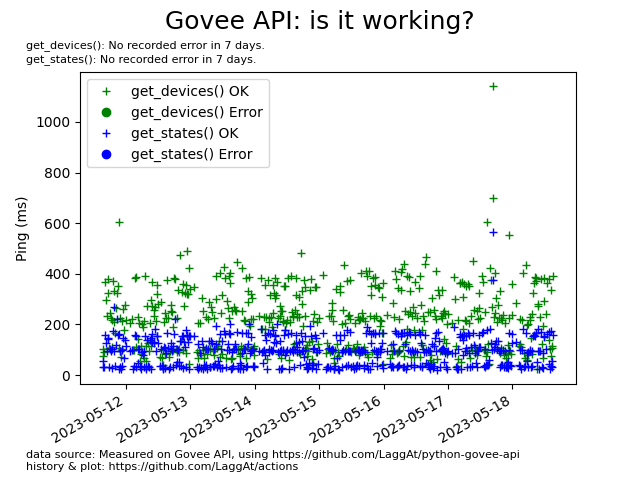 Govee API: is it working?
get_devices(): No recorded error in 7 days.
get_states(): No recorded error in 7 days.
get_devices() OK
get_devices() Error
get_states() OK
get_states() Error
Ping (ms)
1000
800
600
400
200
0
2023-05-12
2023-05-13
2023-05-14
2023-05-15
2023-05-16
2023-05-17
2023-05-18
data source: Measured on Govee API, using https://github.com/LaggAt/python-govee-api
history & plot: https://github.com/LaggAt/actions